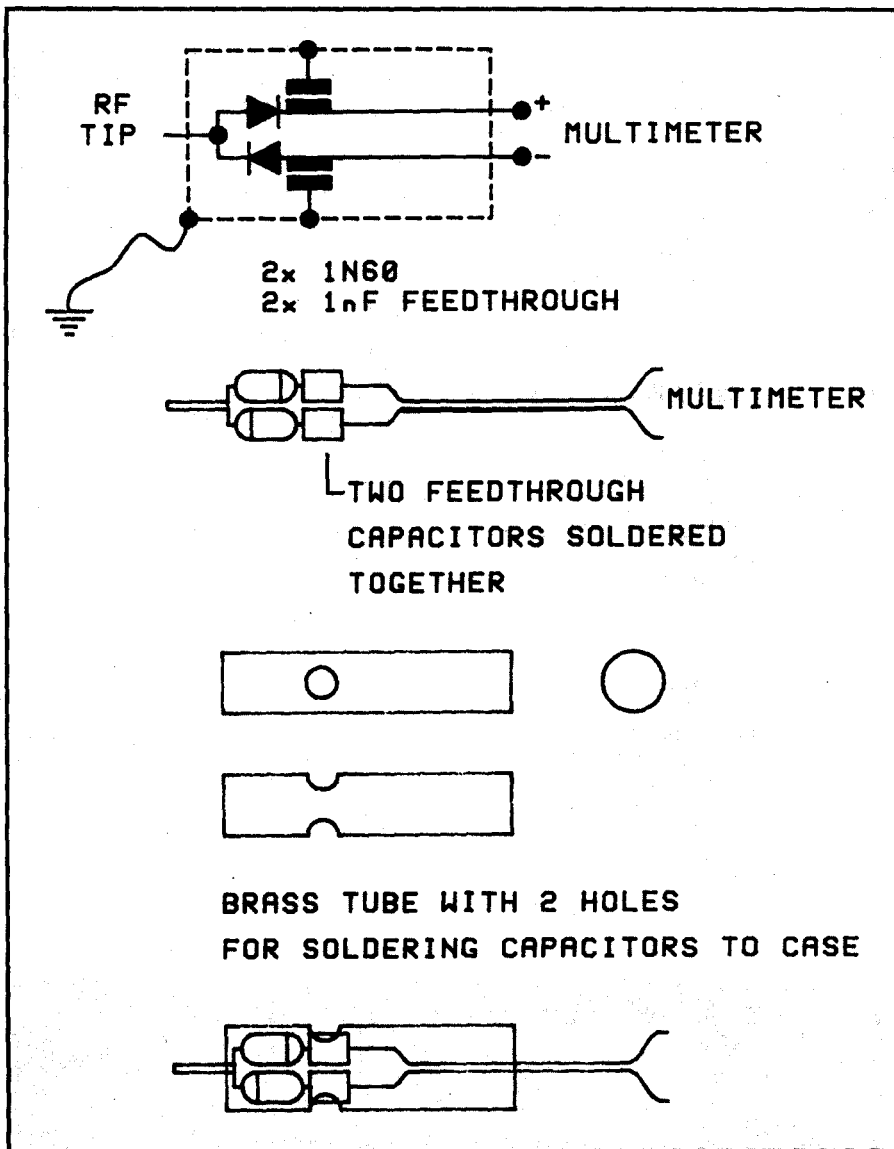 RF
TIP
+
-
MULTIMETER
2x 1N60
2x 1nF FEEDTHROUGH
MULTIMETER
TWO FEEDTHROUGH
CAPACITORS SOLDERED
TOGETHER
BRASS TUBE WITH 2 HOLES
FOR SOLDERING CAPACITORS TO CASE